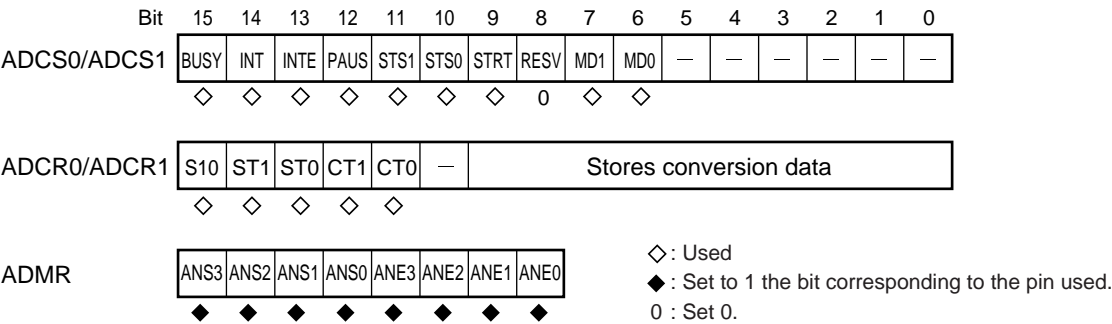 Bit 15 14 13 12 11 10 9 8 7 6 5 4 3 2 1 0
ADCS0/ADCS1 BUSY INT INTE PAUS STS1 STS0 STRT RESV MD1 MD0 — — — — — —
◇ ◇ ◇ ◇ ◇ ◇ ◇ 0 ◇ ◇
ADCR0/ADCR1 S10 ST1 ST0 CT1 CT0 — Stores conversion data
◇ ◇ ◇ ◇ ◇
ADMR ANS3 ANS2 ANS1 ANS0 ANE3 ANE2 ANE1 ANE0
◆ ◆ ◆ ◆ ◆ ◆ ◆ ◆
◇ : Used
◆ : Set to 1 the bit corresponding to the pin used.
0 : Set 0.